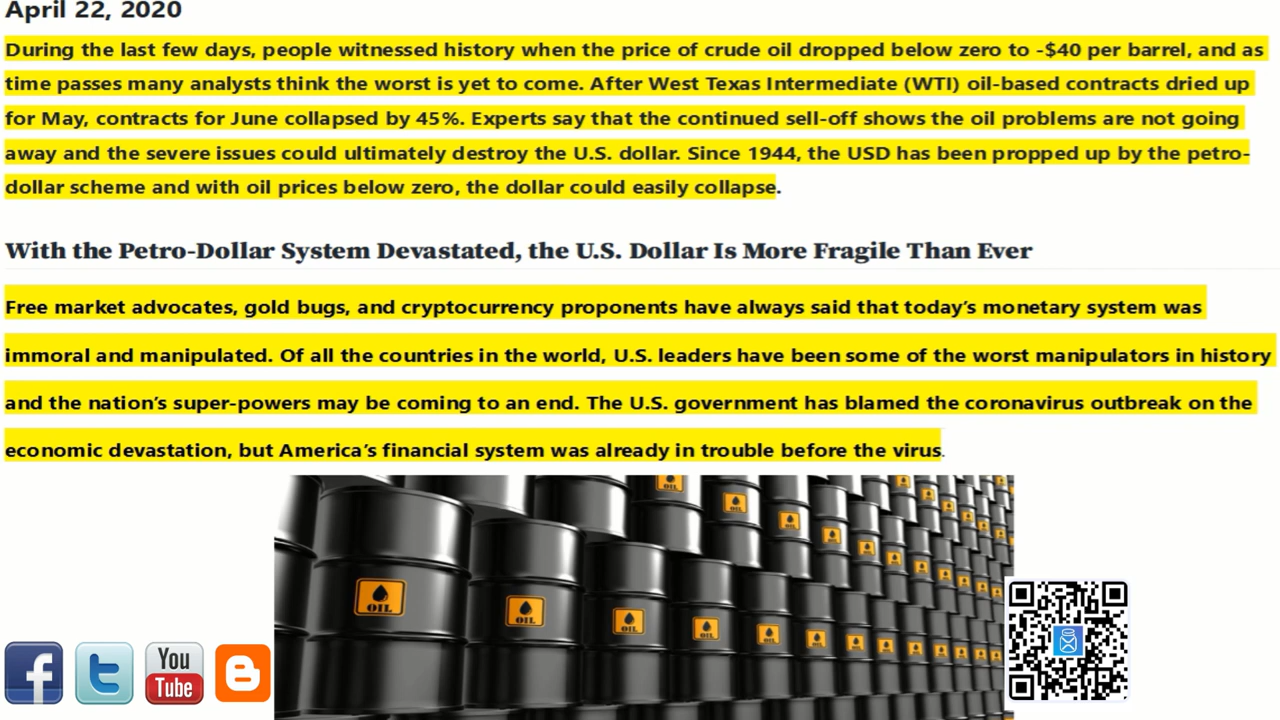 April 22, 2020
During the last few days, people witnessed history when the price of crude oil dropped below zero to -$40 per barrel, and as
time passes many analysts think the worst is yet to come. After West Texas Intermediate (WTI) oil-based contracts dried up
for May, contracts for June collapsed by 45%. Experts say that the continued sell-off shows the oil problems are not going
away and the severe issues could ultimately destroy the U.S. dollar. Since 1944, the USD has been propped up by the petro-
dollar scheme and with oil prices below zero, the dollar could easily collapse.
With the Petro-Dollar System Devastated, the U.S. Dollar Is More Fragile Than Ever
Free market advocates, gold bugs, and cryptocurrency proponents have always said that today's monetary system was
immoral and manipulated. Of all the countries in the world, U.S. leaders have been some of the worst manipulators in history
and the nation's super-powers may be coming to an end. The U.S. government has blamed the coronavirus outbreak on the
economic devastation, but America's financial system was already in trouble before the virus.
OIL
OIL
OIL
OIL
OIL
You
Tube